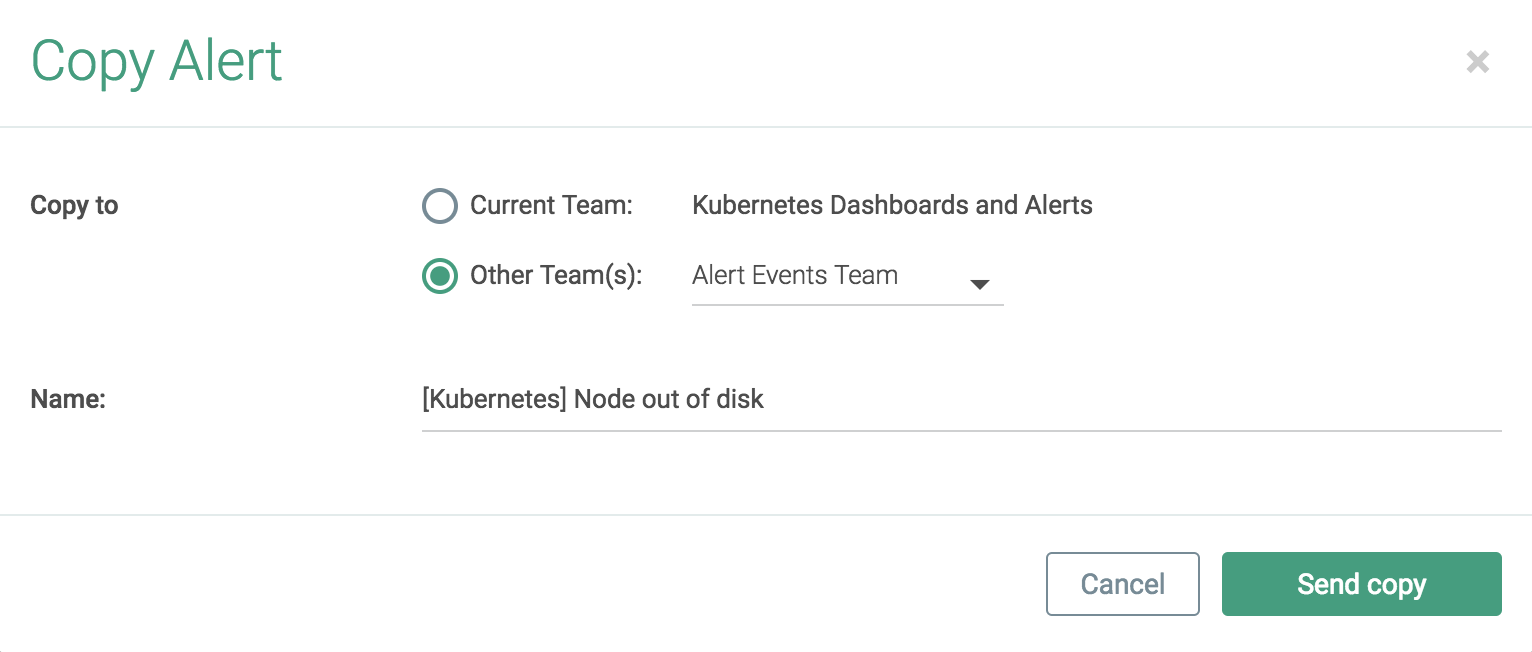 Copy Alert
Copy to
Current Team: Kubernetes Dashboards and Alerts
Other Team(s): Alert Events Team
Name: [Kubernetes] Node out of disk
Cancel Send copy